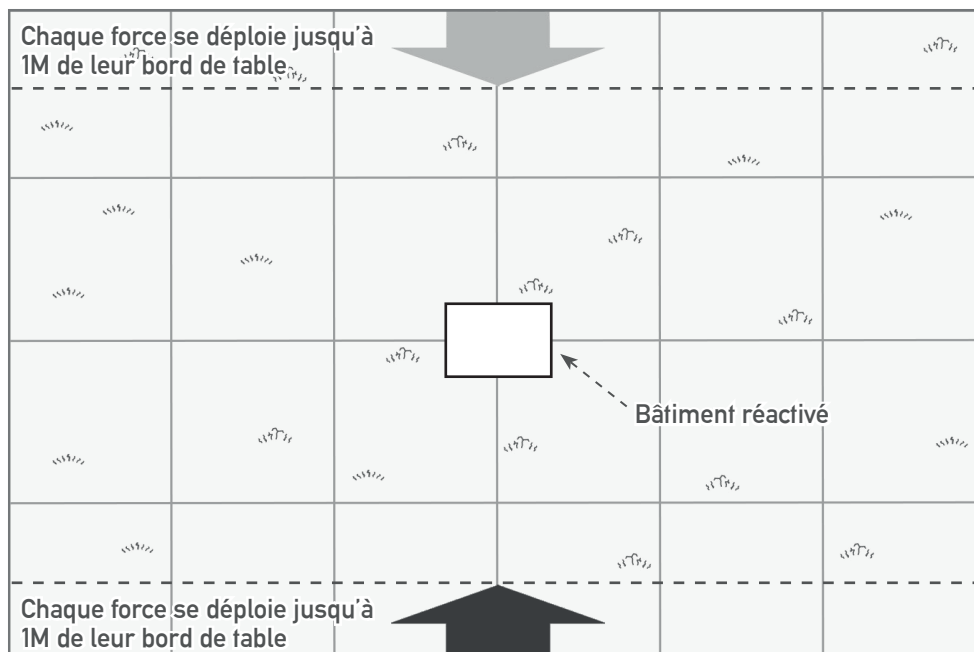 Chaque force se déploie jusqu'à
1M de leur bord de table
Bâtiment réactivé
Chaque force se déploie jusqu'à
1M de leur bord de table